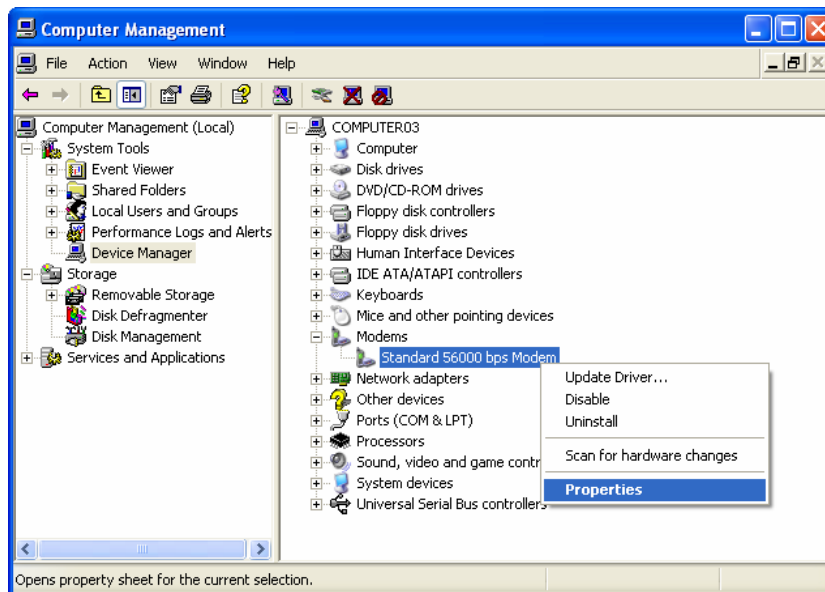 Computer Management
File Action View Window Help
Computer Management (Local)
System Tools
Event Viewer
Shared Folders
Local Users and Groups
Performance Logs and Alerts
Device Manager
Storage
Removable Storage
Disk Defragmenter
Disk Management
Services and Applications
COMPUTER03
Computer
Disk drives
DVD/CD-ROM drives
Floppy disk controllers
Floppy disk drives
Human Interface Devices
IDE ATA/ATAPI controllers
Keyboards
Mice and other pointing devices
Modems
Standard 56000 bps Modem
Network adapters
Other devices
Ports (COM & LPT)
Processors
Sound, video and game contr
System devices
Universal Serial Bus controllers
Update Driver...
Disable
Uninstall
Scan for hardware changes
Properties
Opens property sheet for the current selection.